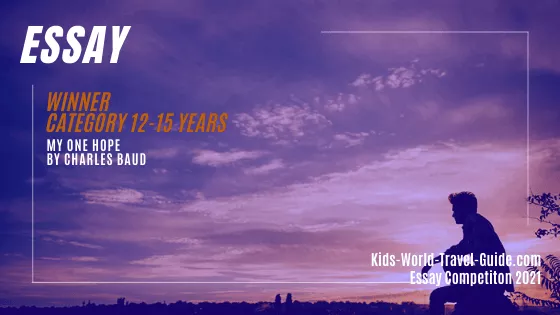 ESSAY
WINNER
CATEGORY 12-15 YEARS
MY ONE HOPE
BY CHARLES BAUD
Kids-World-Travel-Guide.com
Essay Competiton 2021